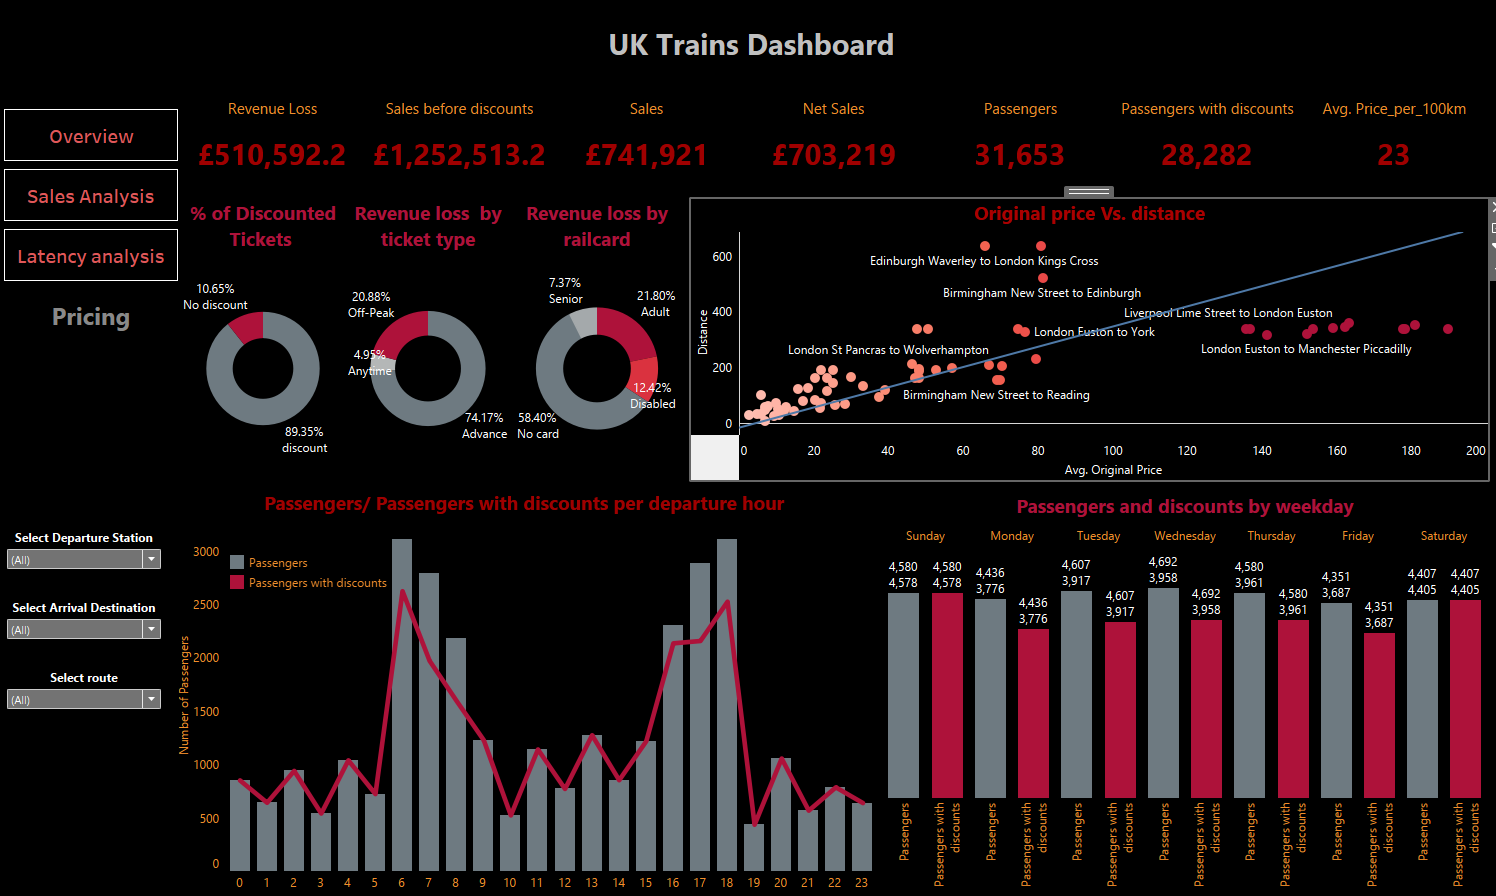 UK Trains Dashboard
Overview
Sales Analysis
Latency analysis
Pricing
Revenue Loss
£510,592.2
Sales before discounts
£1,252,513.2
Sales
£741,921
Net Sales
£703,219
Passengers
31,653
Passengers with discounts
28,282
Avg. Price_per_100km
23
% of Discounted
Tickets
10.65%
No discount
89.35%
discount
Revenue loss by
ticket type
20.88%
Off-Peak
4.95%
Anytime
74.17%
Advance
Revenue loss by
railcard
7.37%
Senior
21.80%
Adult
12.42%
Disabled
58.40%
No card
Original price Vs. distance
Distance
600
400
200
0
Edinburgh Waverley to London Kings Cross
Birmingham New Street to Edinburgh
Liverpool Lime Street to London Euston
London Euston to York
London St Pancras to Wolverhampton
London Euston to Manchester Piccadilly
Birmingham New Street to Reading
0 20 40 60 80 100 120 140 160 180 200
Avg. Original Price
Select Departure Station
(All)
Select Arrival Destination
(All)
Select route
(All)
Passengers/ Passengers with discounts per departure hour
Passengers
Passengers with discounts
Number of Passengers
3000
2500
2000
1500
1000
500
0
0 1 2 3 4 5 6 7 8 9 10 11 12 13 14 15 16 17 18 19 20 21 22 23
Passengers and discounts by weekday
Sunday Monday Tuesday Wednesday Thursday Friday Saturday
4,580
4,578
4,580
4,578
4,436
3,776
4,436
3,776
4,607
3,917
4,607
3,917
4,692
3,958
4,692
3,958
4,580
3,961
4,580
3,961
4,351
3,687
4,351
3,687
4,407
4,405
4,407
4,405
Passengers
Passengers with
discounts
Passengers
Passengers with
discounts
Passengers
Passengers with
discounts
Passengers
Passengers with
discounts
Passengers
Passengers with
discounts
Passengers
Passengers with
discounts
Passengers
Passengers with
discounts